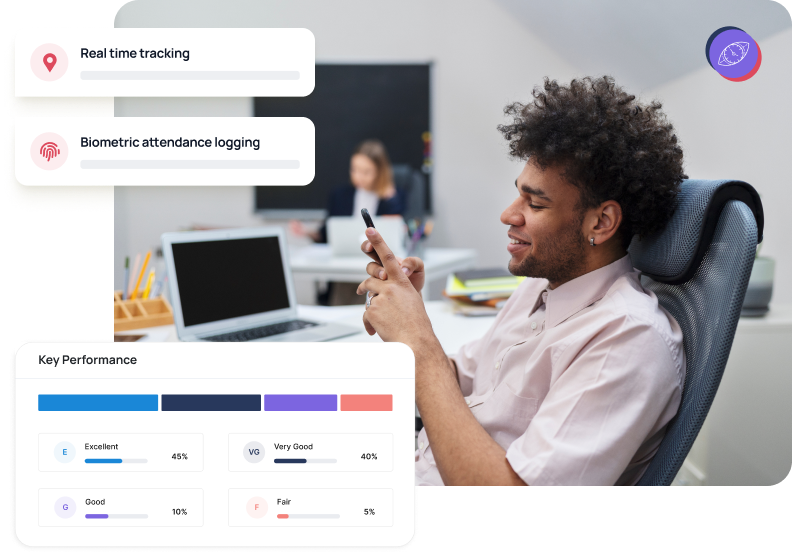 Real time tracking
Biometric attendance logging
Key Performance
E Excellent 45%
VG Very Good 40%
G Good 10%
F Fair 5%